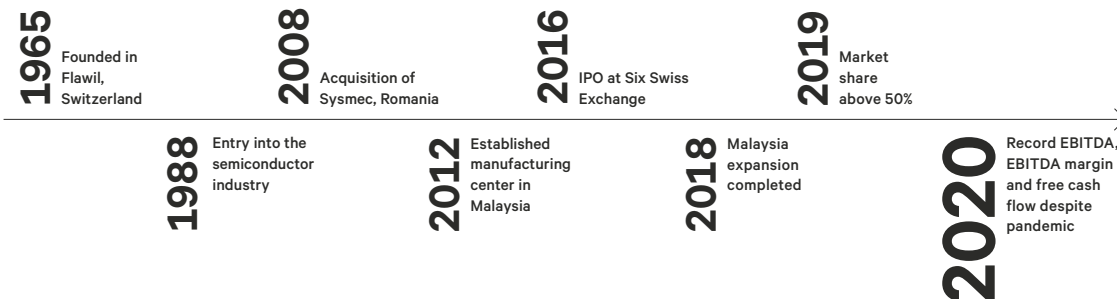 1965
Founded in
Flawil,
Switzerland
1988
Entry into the
semiconductor
industry
2008
Acquisition of
Sysmec, Romania
2012
Established
manufacturing
center in
Malaysia
2016
IPO at Six Swiss
Exchange
2018
Malaysia
expansion
completed
2019
Market
share
above 50%
2020
Record EBITDA,
EBITDA margin
and free cash
flow despite
pandemic